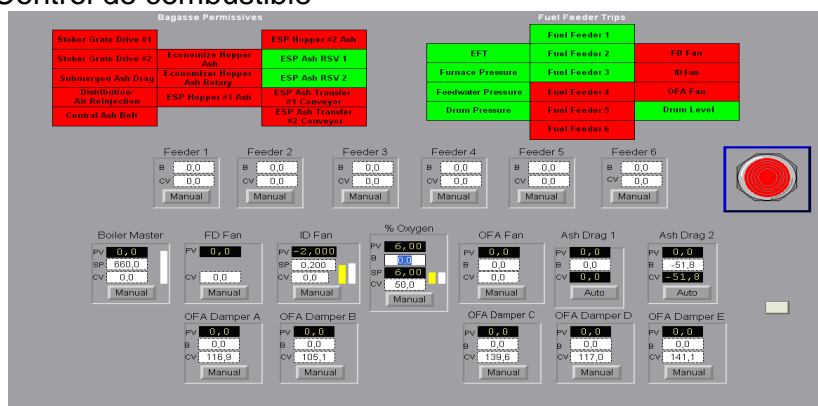 Control de combustible
Bagasse Permissives
Fuel Feeder Trips
Stoker Grate Drive #1
ESP Hopper #2 Ash
Stoker Grate Drive #2
Economize Hopper
Ash
ESP Ash RSV 1
Submerged Ash Drag
Economizer Hopper
Ash Rotary
ESP Ash RSV 2
Distribution/
Air Reinjection
ESP Hopper #1 Ash
ESP Ash Transfer
#1 Conveyor
Central Ash Belt
ESP Ash Transfer
#2 Conveyor
Fuel Feeder 1
EFT
Fuel Feeder 2
FD Fan
Furnace Pressure
Fuel Feeder 3
ID Fan
Feedwater Pressure
Fuel Feeder 4
OFA Fan
Drum Pressure
Fuel Feeder 5
Drum Level
Fuel Feeder 6
Feeder 1
B 0,0
CV 0,0
Manual
Feeder 2
B 0,0
CV 0,0
Manual
Feeder 3
B 0,0
CV 0,0
Manual
Feeder 4
B 0,0
CV 0,0
Manual
Feeder 5
B 0,0
CV 0,0
Manual
Feeder 6
B 0,0
CV 0,0
Manual
Boiler Master
PV 0,0
SP 660,0
CV 0,0
Manual
FD Fan
PV 0,0
CV 0,0
Manual
ID Fan
PV -2,000
SP 0,200
CV 0,0
Manual
% Oxygen
PV 6,00
B 0,0
SP 6,00
CV 50,0
Manual
OFA Fan
PV 0,0
B 0,0
CV 0,0
Manual
Ash Drag 1
PV 0,0
B 0,0
CV 0,0
Auto
Ash Drag 2
PV 0,0
B -51,8
CV -51,8
Auto
OFA Damper A
PV 0,0
B 0,0
CV 116,9
Manual
OFA Damper B
PV 0,0
B 0,0
CV 105,1
Manual
OFA Damper C
PV 0,0
B 0,0
CV 139,6
Manual
OFA Damper D
PV 0,0
B 0,0
CV 117,0
Manual
OFA Damper E
PV 0,0
B 0,0
CV 141,1
Manual